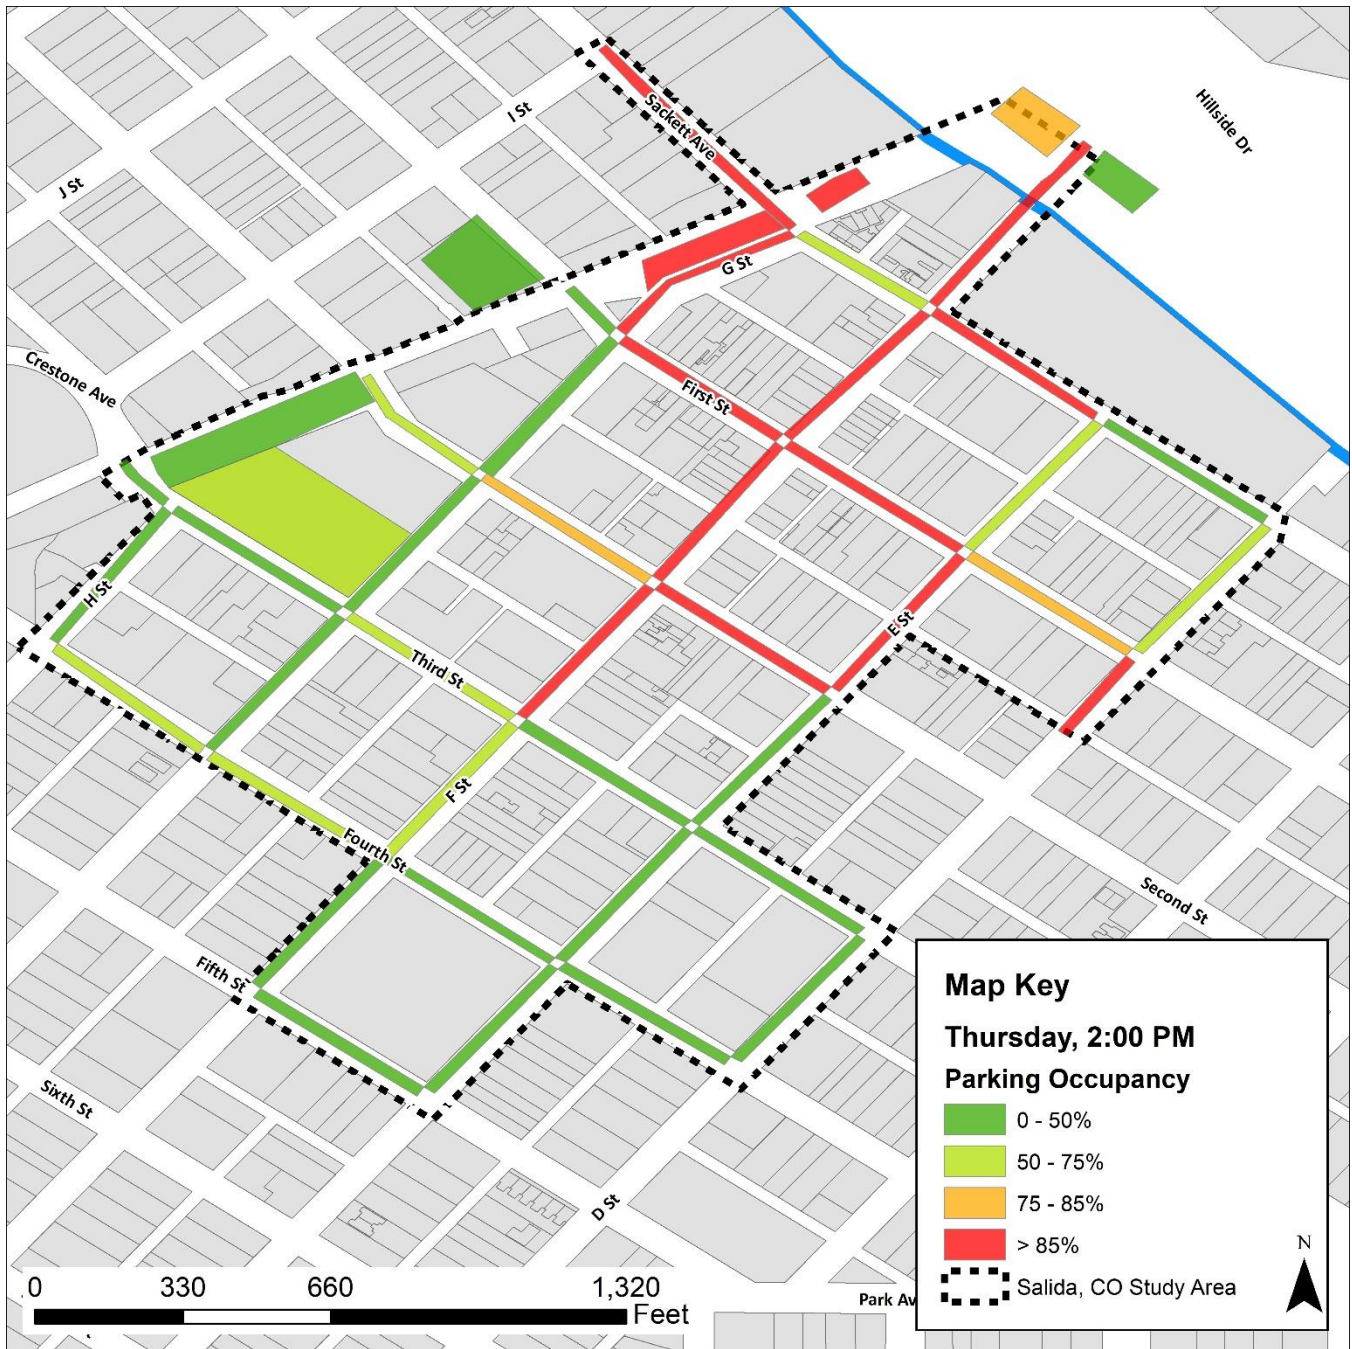 Hillside Dr
I St
Sackett Ave
J St
G St
Crestone Ave
First St
H St
E St
Third St
F St
Fourth St
Second St
Fifth St
Sixth St
D St
Park Av
Map Key
Thursday, 2:00 PM
Parking Occupancy
0 - 50%
50 - 75%
75 - 85%
> 85%
Salida, CO Study Area
N
0 330 660 1,320
Feet